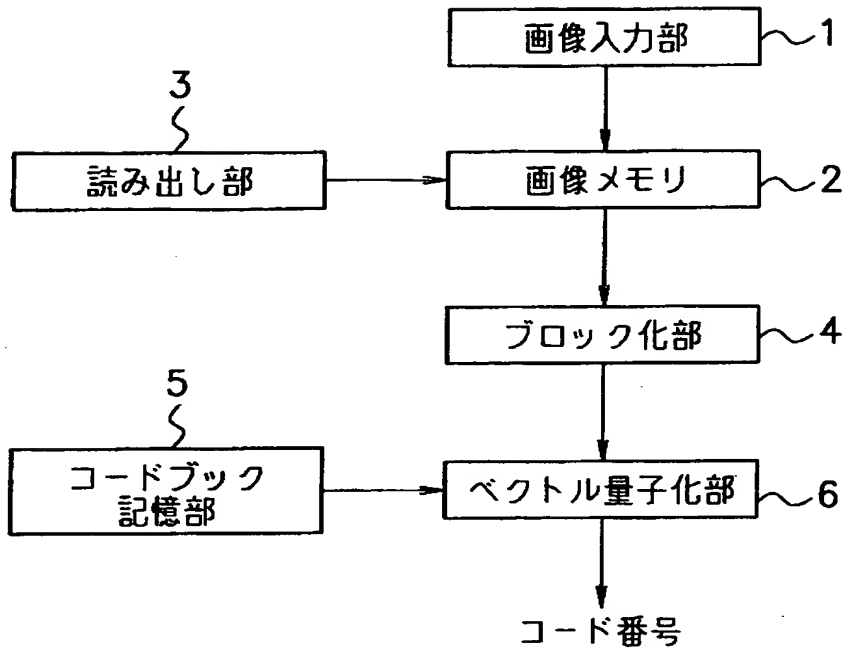 画像入力部
1
3
読み出し部
画像メモリ
2
ブロック化部
4
5
コードブック
記憶部
ベクトル量子化部
6
コード番号